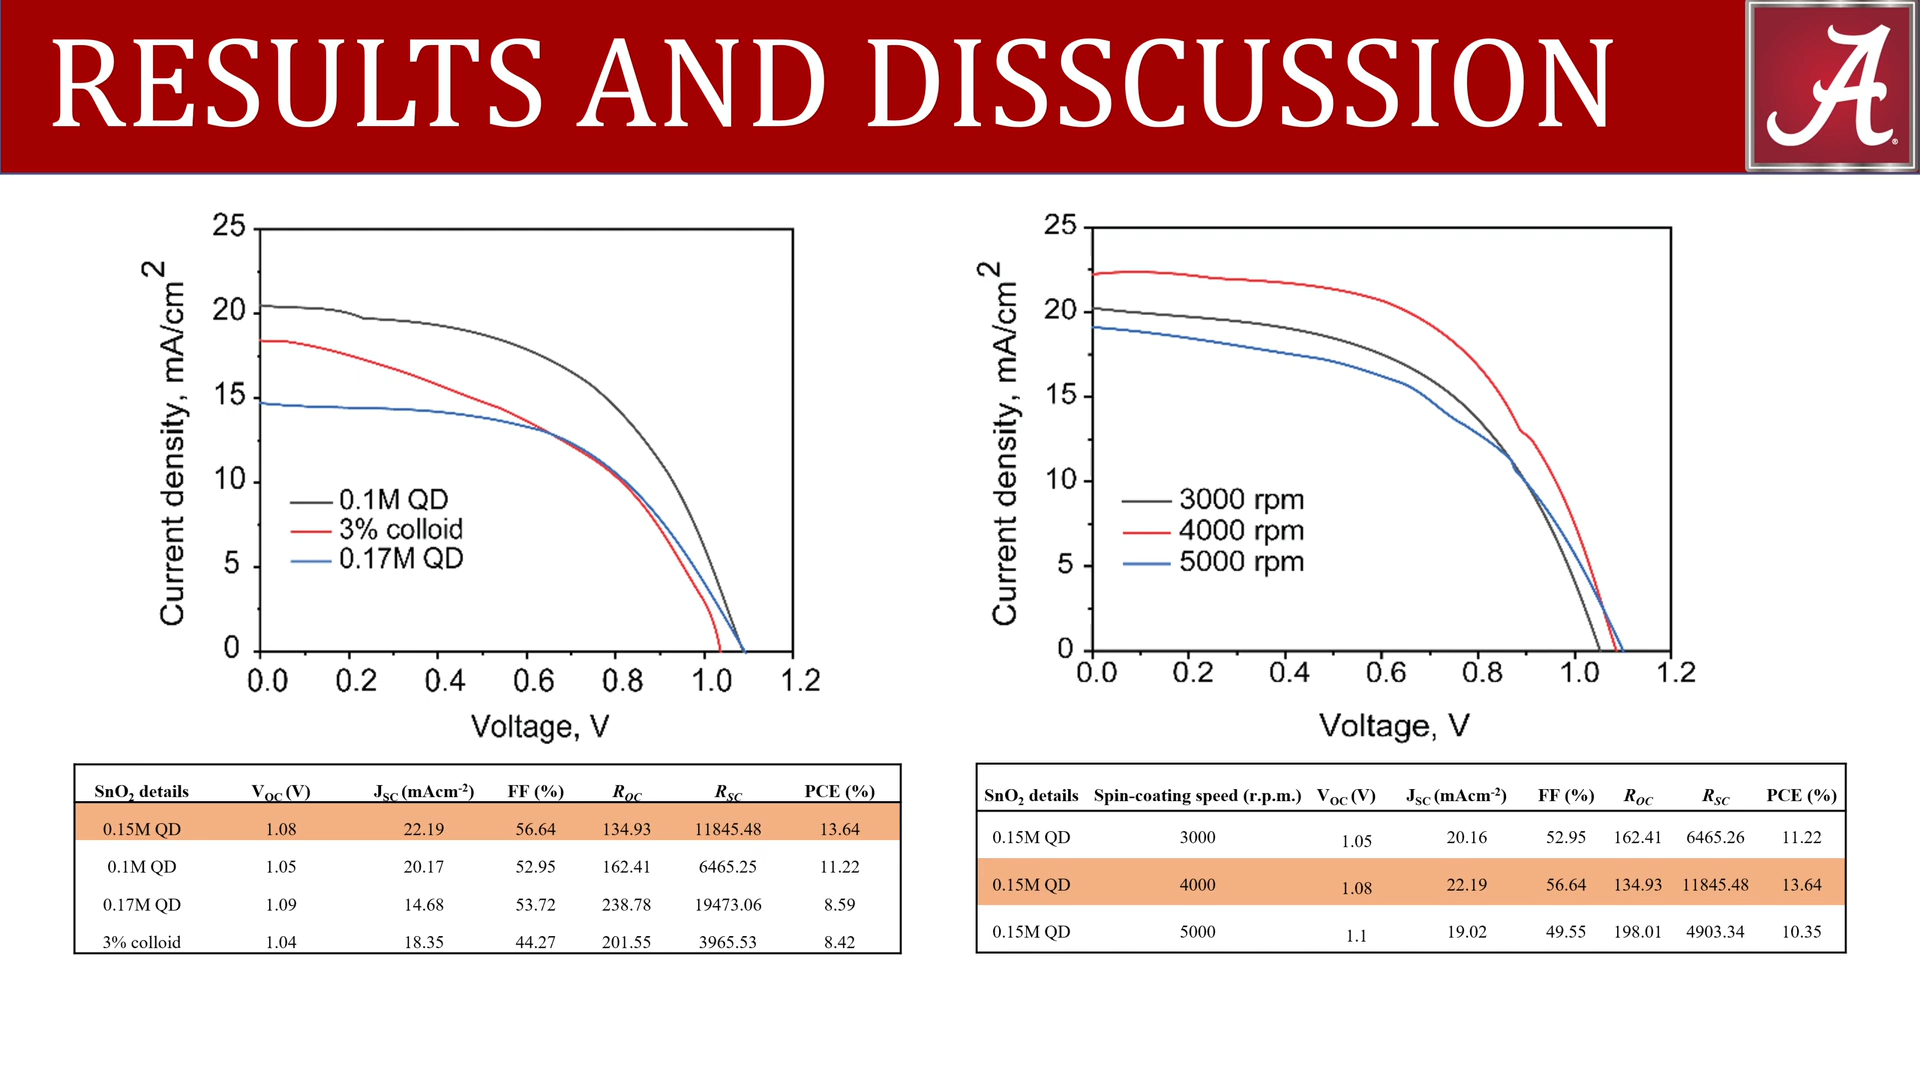 RESULTS AND DISSCUSSION
A
25
20
15
10
5
0
Current density, mA/cm2
0.1M QD
3% colloid
0.17M QD
0.0 0.2 0.4 0.6 0.8 1.0 1.2
Voltage, V
25
20
15
10
5
0
Current density, mA/cm2
3000 rpm
4000 rpm
5000 rpm
0.0 0.2 0.4 0.6 0.8 1.0 1.2
Voltage, V
SnO2 details VOC (V) JSC (mAcm-2) FF (%) ROC RSC PCE (%)
0.15M QD 1.08 22.19 56.64 134.93 11845.48 13.64
0.1M QD 1.05 20.17 52.95 162.41 6465.25 11.22
0.17M QD 1.09 14.68 53.72 238.78 19473.06 8.59
3% colloid 1.04 18.35 44.27 201.55 3965.53 8.42
SnO2 details Spin-coating speed (r.p.m.) VOC (V) JSC (mAcm-2) FF (%) ROC RSC PCE (%)
0.15M QD 3000 1.05 20.16 52.95 162.41 6465.26 11.22
0.15M QD 4000 1.08 22.19 56.64 134.93 11845.48 13.64
0.15M QD 5000 1.1 19.02 49.55 198.01 4903.34 10.35